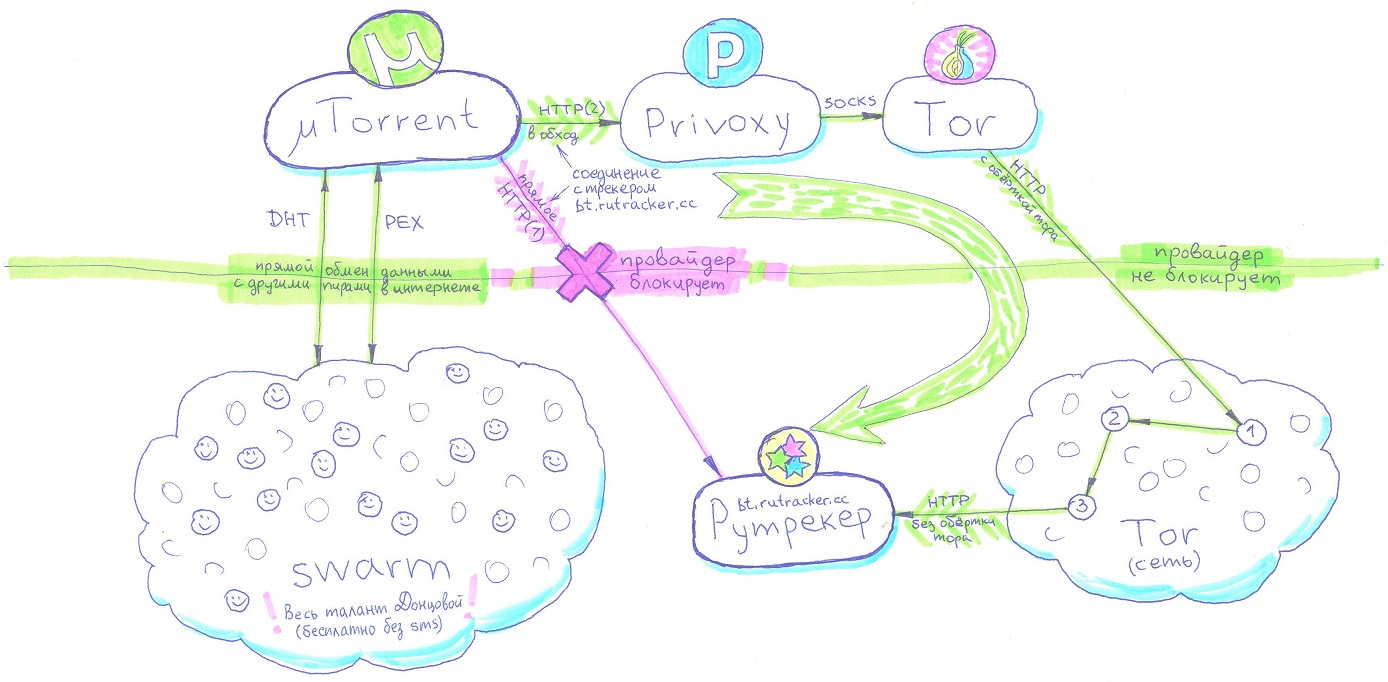 µ
P
µTorrent
HTTP(2)
в обход
Privoxy
SOCKS
Tor
соединение
с трекером
bt.rutracker.cc
прямое
HTTP(1)
HTTP
с обёрткой тора
DHT
PEX
прямой обмен данными
с другими пирами в интернете
провайдер
блокирует
провайдер
не блокирует
1
2
3
bt.rutracker.cc
Рутрекер
HTTP
без обёртки
тора
Tor
(сеть)
swarm
! Весь талант Донцовой !
(бесплатно без sms)